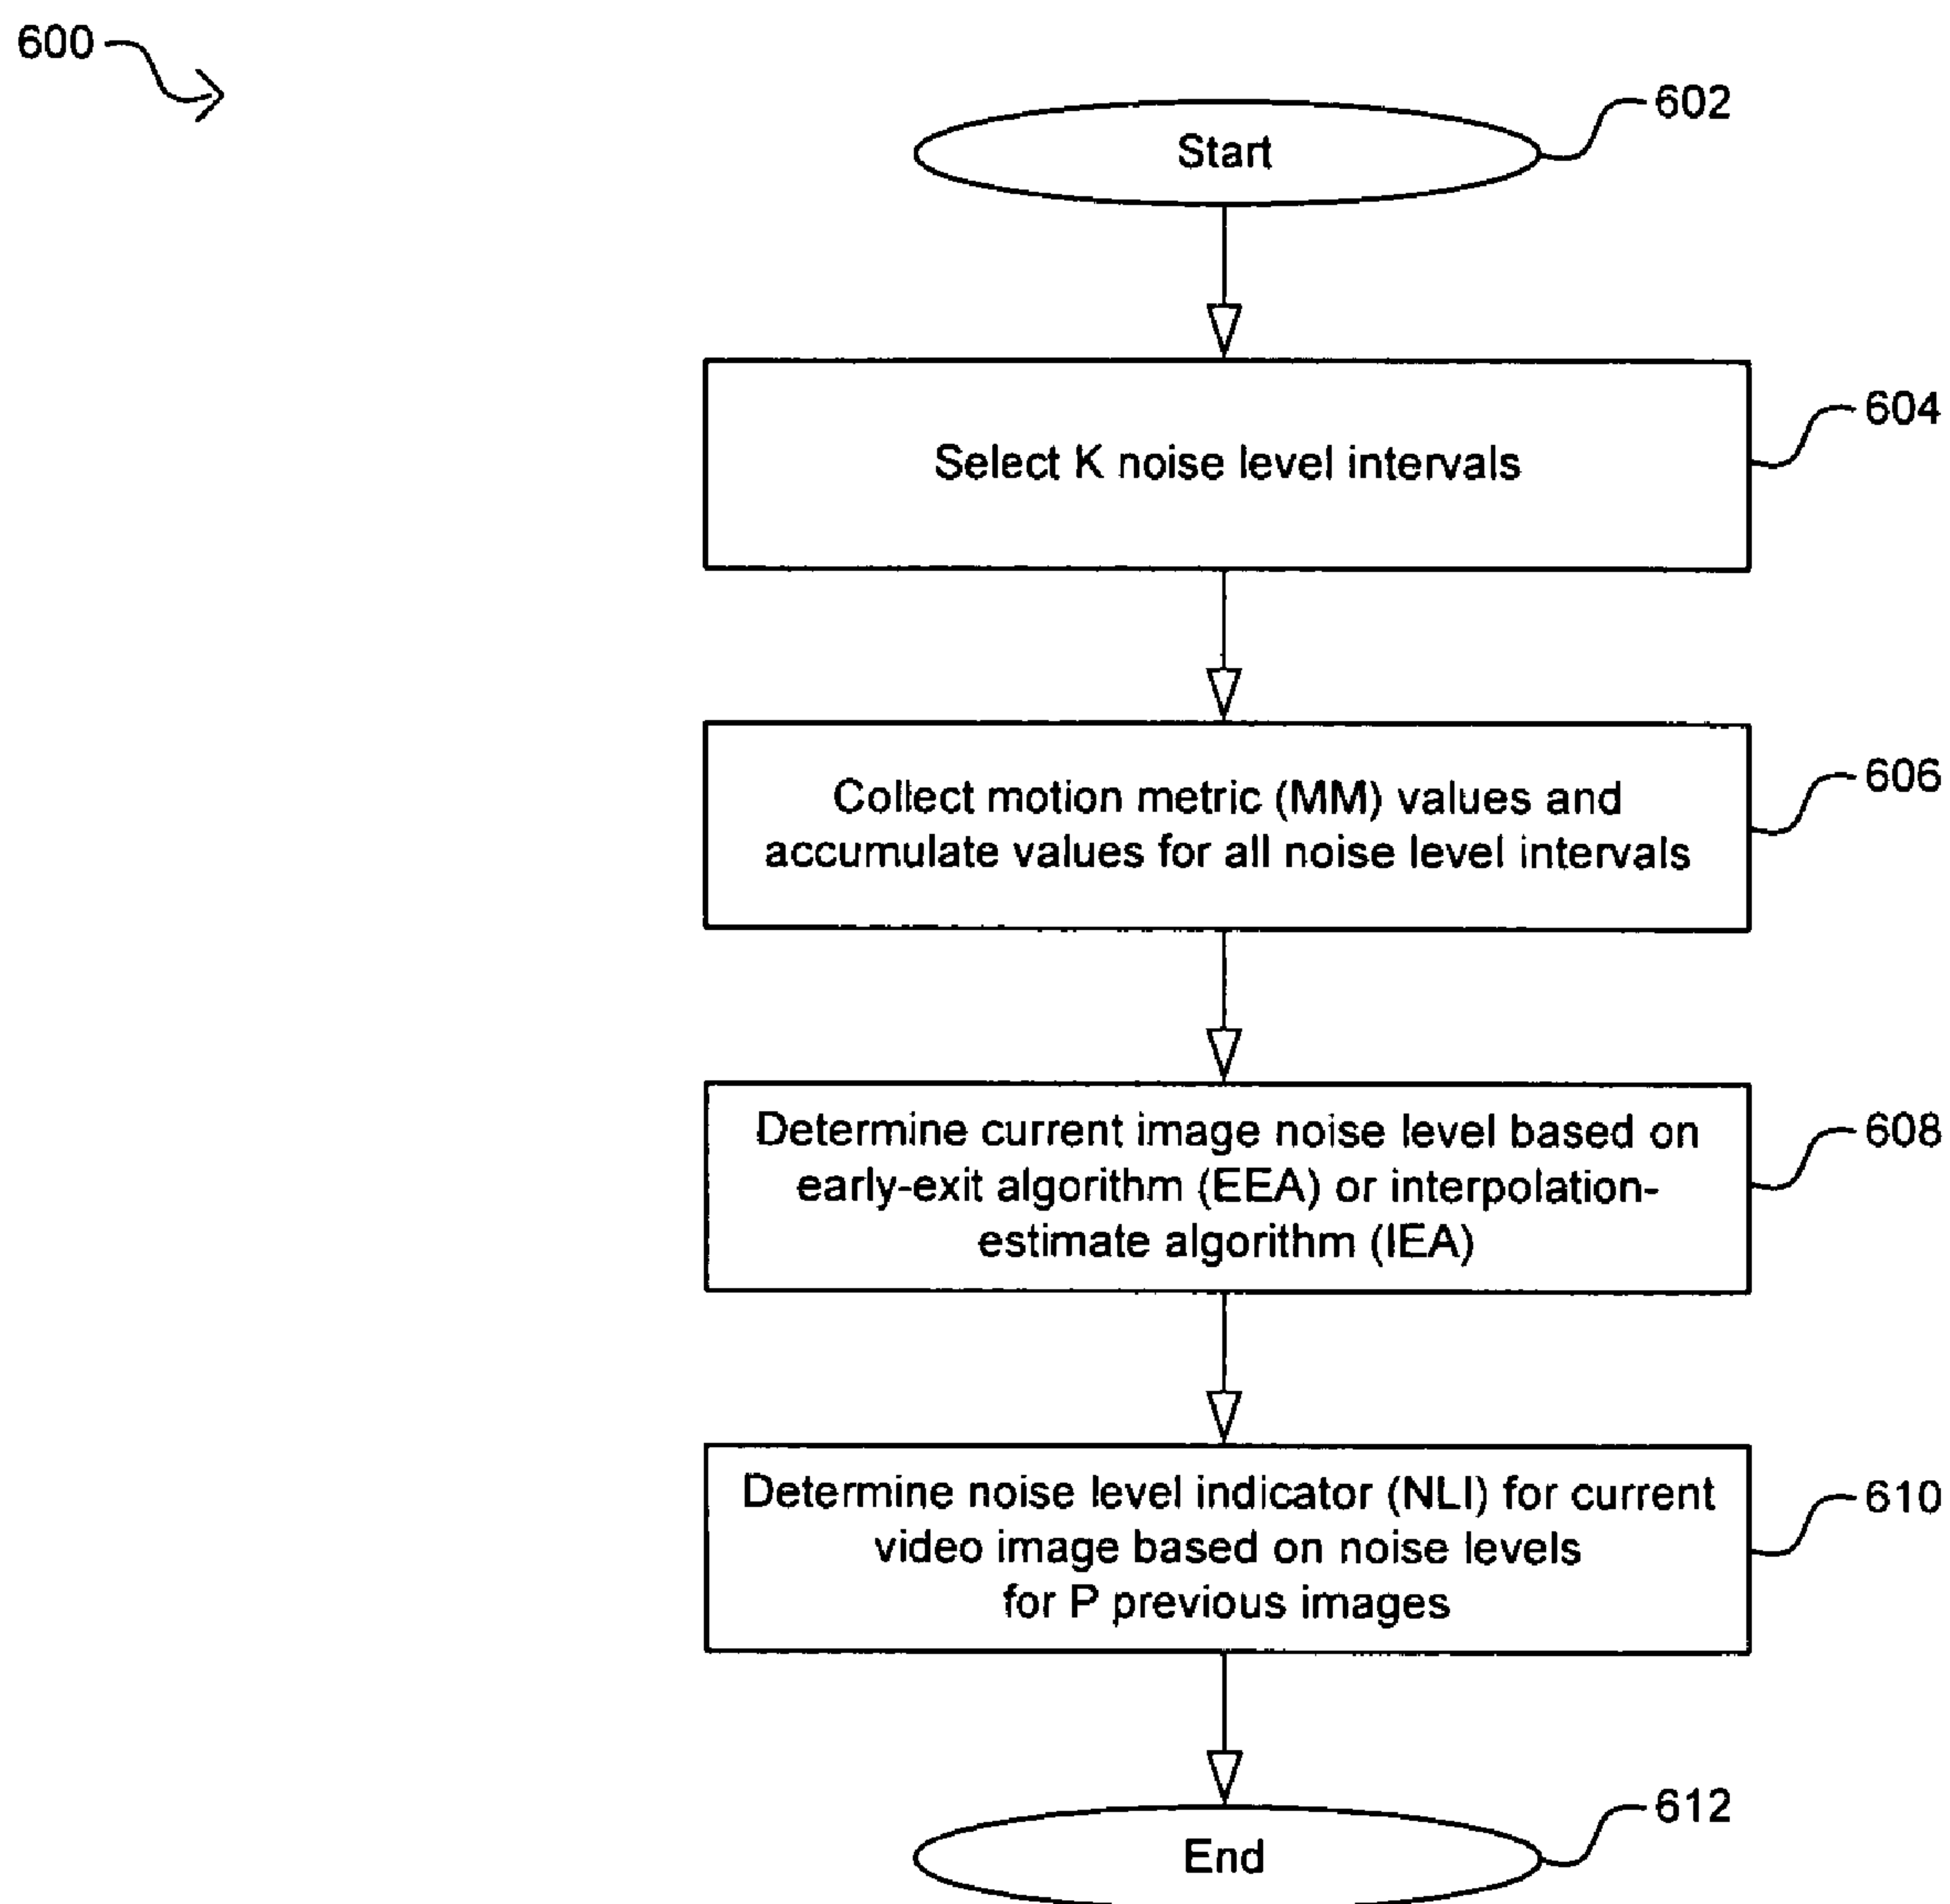 600
Start
602
Select K noise level intervals
604
Collect motion metric (MM) values and
accumulate values for all noise level intervals
606
Determine current image noise level based on
early-exit algorithm (EEA) or interpolation-
estimate algorithm (IEA)
608
Determine noise level indicator (NLI) for current
video image based on noise levels
for P previous images
610
End
612